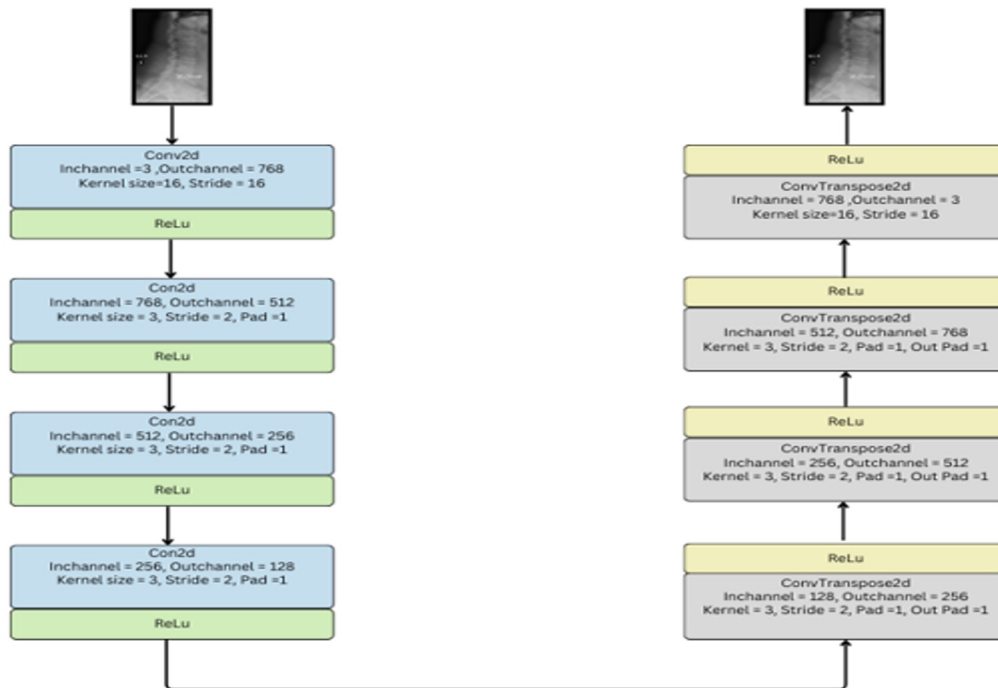 Conv2d
Inchannel =3 ,Outchannel = 768
Kernel size=16, Stride = 16
ReLu
Con2d
Inchannel = 768, Outchannel = 512
Kernel size = 3, Stride = 2, Pad =1
ReLu
Con2d
Inchannel = 512, Outchannel = 256
Kernel size = 3, Stride = 2, Pad =1
ReLu
Con2d
Inchannel = 256, Outchannel = 128
Kernel size = 3, Stride = 2, Pad =1
ReLu
ReLu
ConvTranspose2d
Inchannel = 768 ,Outchannel = 3
Kernel size=16, Stride = 16
ReLu
ConvTranspose2d
Inchannel = 512, Outchannel = 768
Kernel = 3, Stride = 2, Pad =1, Out Pad =1
ReLu
ConvTranspose2d
Inchannel = 256, Outchannel = 512
Kernel = 3, Stride = 2, Pad =1, Out Pad =1
ReLu
ConvTranspose2d
Inchannel = 128, Outchannel = 256
Kernel = 3, Stride = 2, Pad =1, Out Pad =1